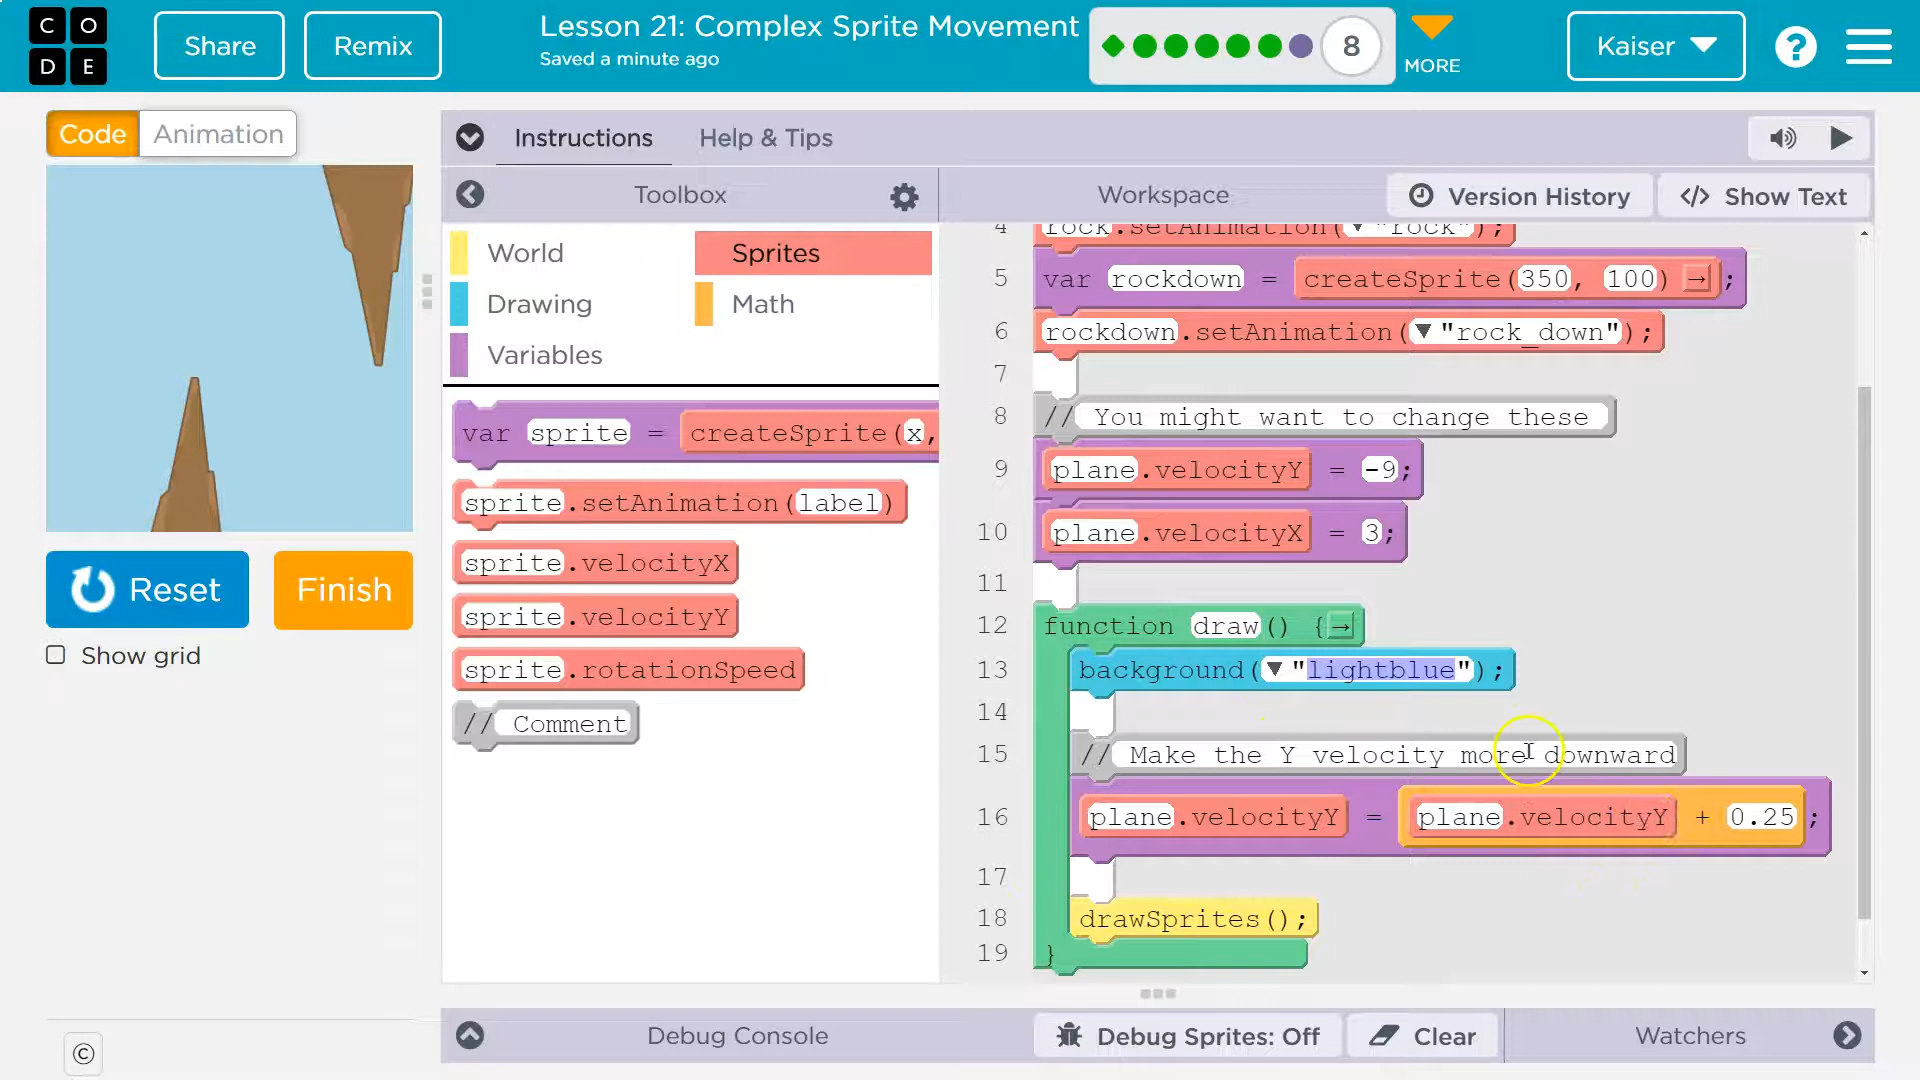 C O
D E
Share
Remix
Lesson 21: Complex Sprite Movement
Saved a minute ago
8
MORE
Kaiser
?
Code
Animation
Instructions
Help & Tips
Toolbox
Workspace
Version History
</> Show Text
World
Sprites
Drawing
Math
Variables
var sprite = createSprite(x,
sprite.setAnimation(label)
sprite.velocityX
sprite.velocityY
sprite.rotationSpeed
// Comment
4 rock.setAnimation(▼"rock");
5 var rockdown = createSprite(350, 100)→;
6 rockdown.setAnimation(▼"rock_down");
7
8 // You might want to change these
9 plane.velocityY = -9;
10 plane.velocityX = 3;
11
12 function draw() {→
13 background(▼"lightblue");
14
15 // Make the Y velocity more downward
16 plane.velocityY = plane.velocityY + 0.25;
17
18 drawSprites();
19 }
Reset
Finish
Show grid
©
Debug Console
Debug Sprites: Off
Clear
Watchers